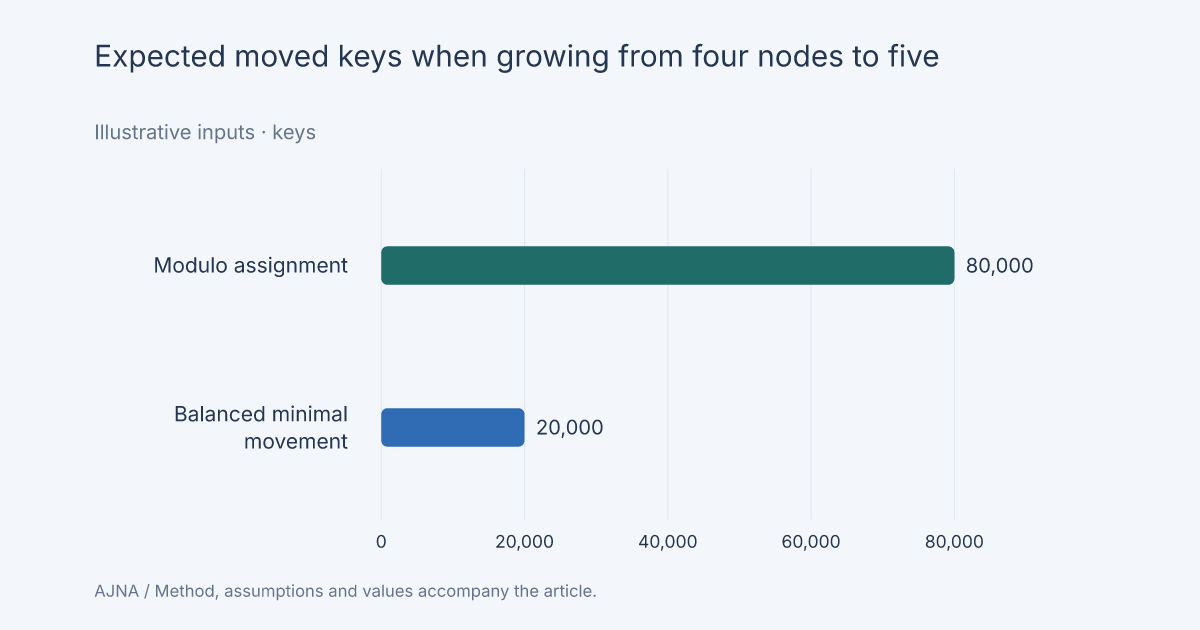 Expected moved keys when growing from four nodes to five
Illustrative inputs · keys
Modulo assignment
80,000
Balanced minimal
movement
20,000
0
20,000
40,000
60,000
80,000
AJNA / Method, assumptions and values accompany the article.